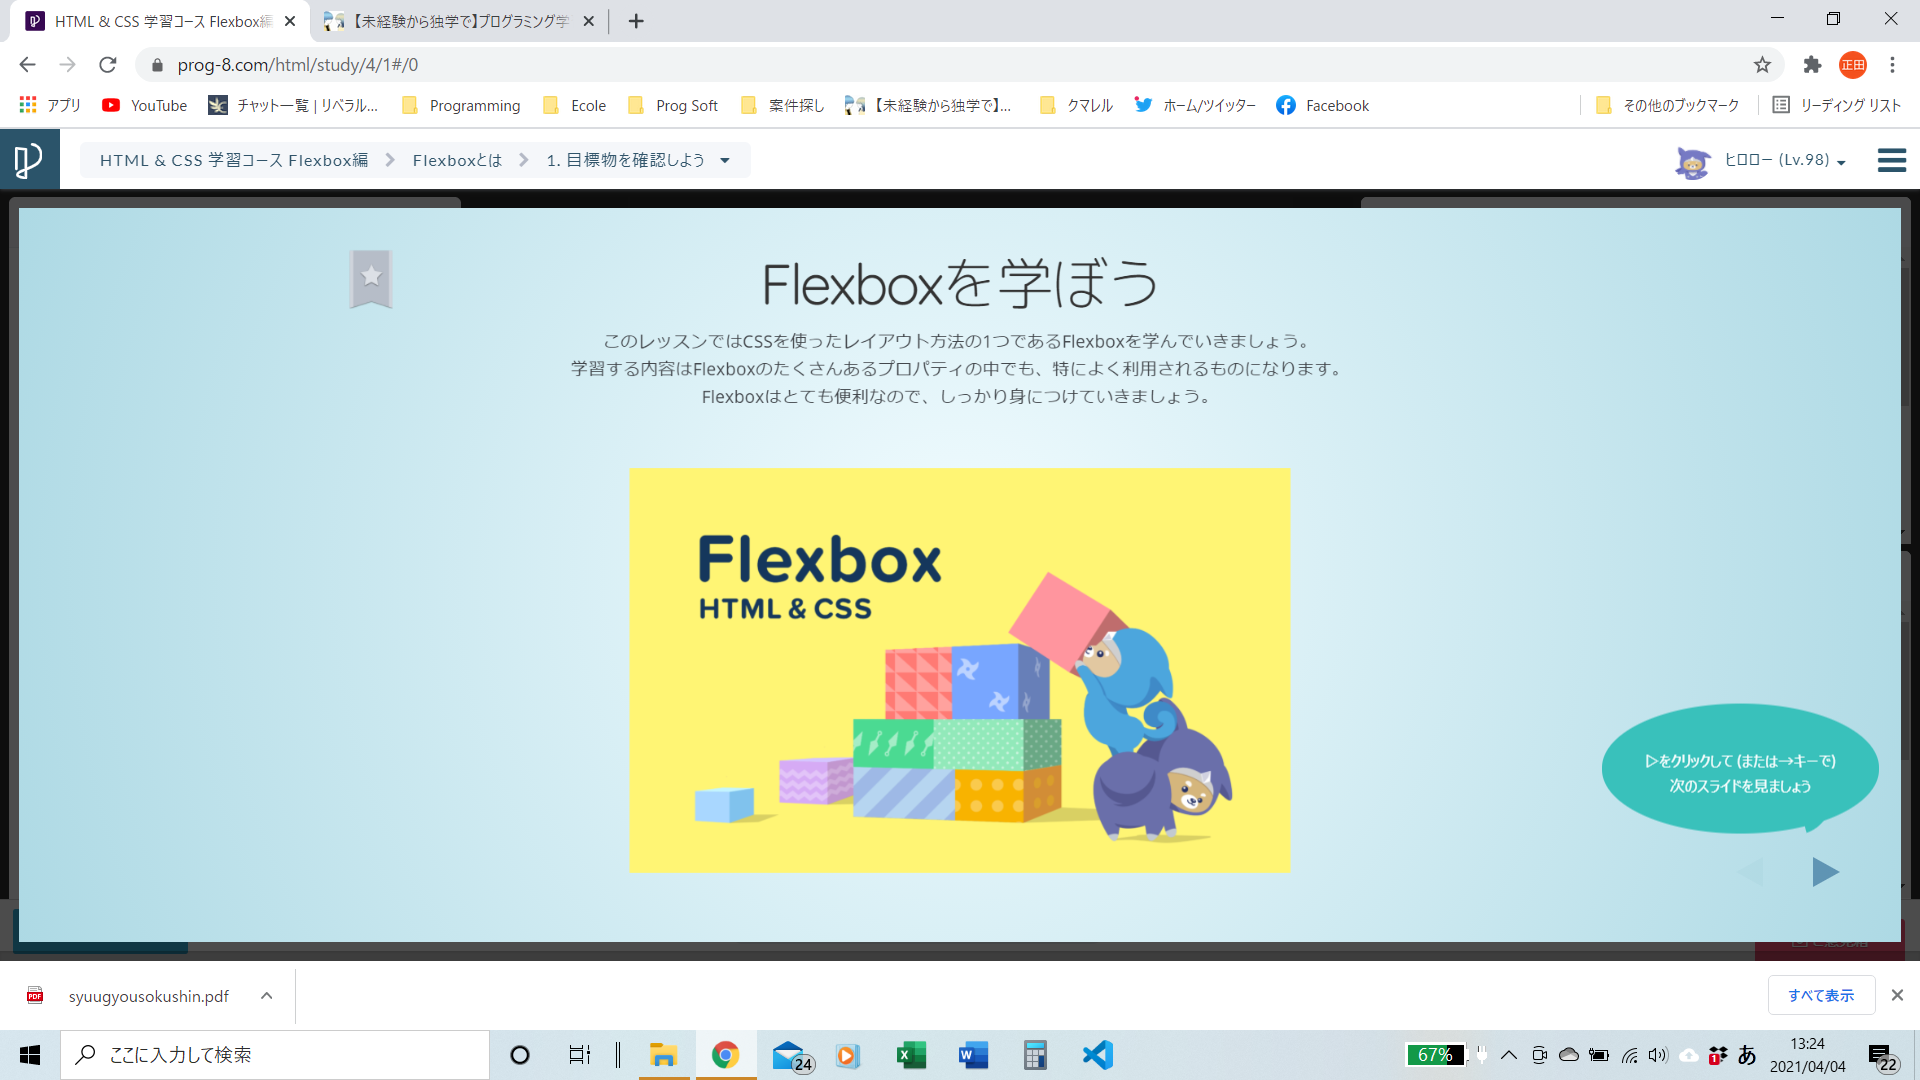 HTML & CSS 学習コース Flexbox編
【未経験から独学で】プログラミング学
prog-8.com/html/study/4/1#/0
正田
アプリ
YouTube
チャット一覧 | リベラル...
Programming
Ecole
Prog Soft
案件探し
【未経験から独学で】...
クマレル
ホーム/ツイッター
Facebook
その他のブックマーク
リーディング リスト
HTML & CSS 学習コース Flexbox編
Flexboxとは
1. 目標物を確認しよう
ヒロロー (Lv.98)
Flexboxを学ぼう
このレッスンではCSSを使ったレイアウト方法の1つであるFlexboxを学んでいきましょう。
学習する内容はFlexboxのたくさんあるプロパティの中でも、特によく利用されるものになります。
Flexboxはとても便利なので、しっかり身につけていきましょう。
Flexbox
HTML & CSS
▷をクリックして (または→キーで)
次のスライドを見ましょう
PDF
syuugyousokushin.pdf
すべて表示
ここに入力して検索
24
67%
1
あ
13:24
2021/04/04
22